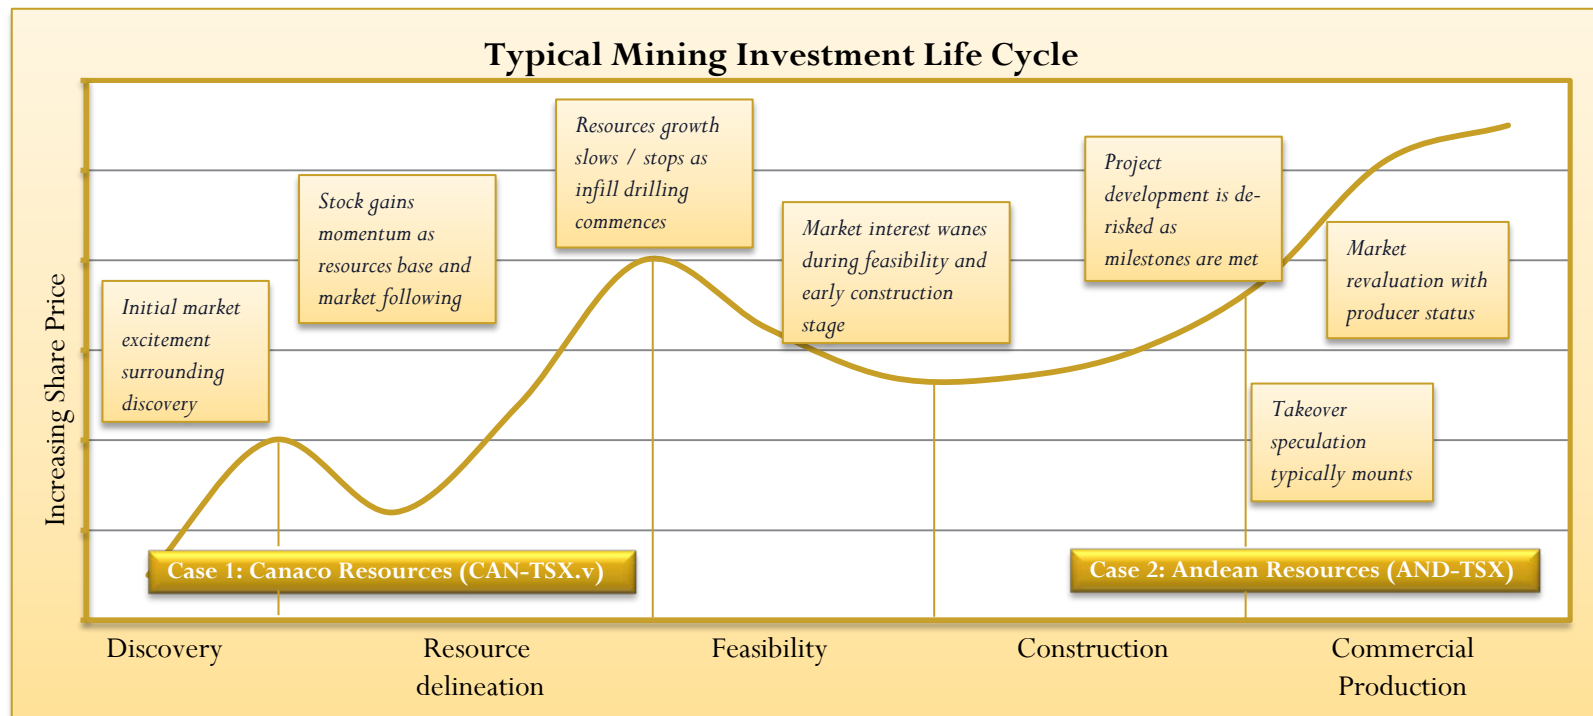 Typical Mining Investment Life Cycle
Increasing Share Price
Initial market
excitement
surrounding
discovery
Stock gains
momentum as
resources base and
market following
Resources growth
slows / stops as
infill drilling
commences
Market interest wanes
during feasibility and
early construction
stage
Project
development is de-
risked as
milestones are met
Market
revaluation with
producer status
Takeover
speculation
typically mounts
Case 1: Canaco Resources (CAN-TSX.v)
Case 2: Andean Resources (AND-TSX)
Discovery
Resource
delineation
Feasibility
Construction
Commercial
Production